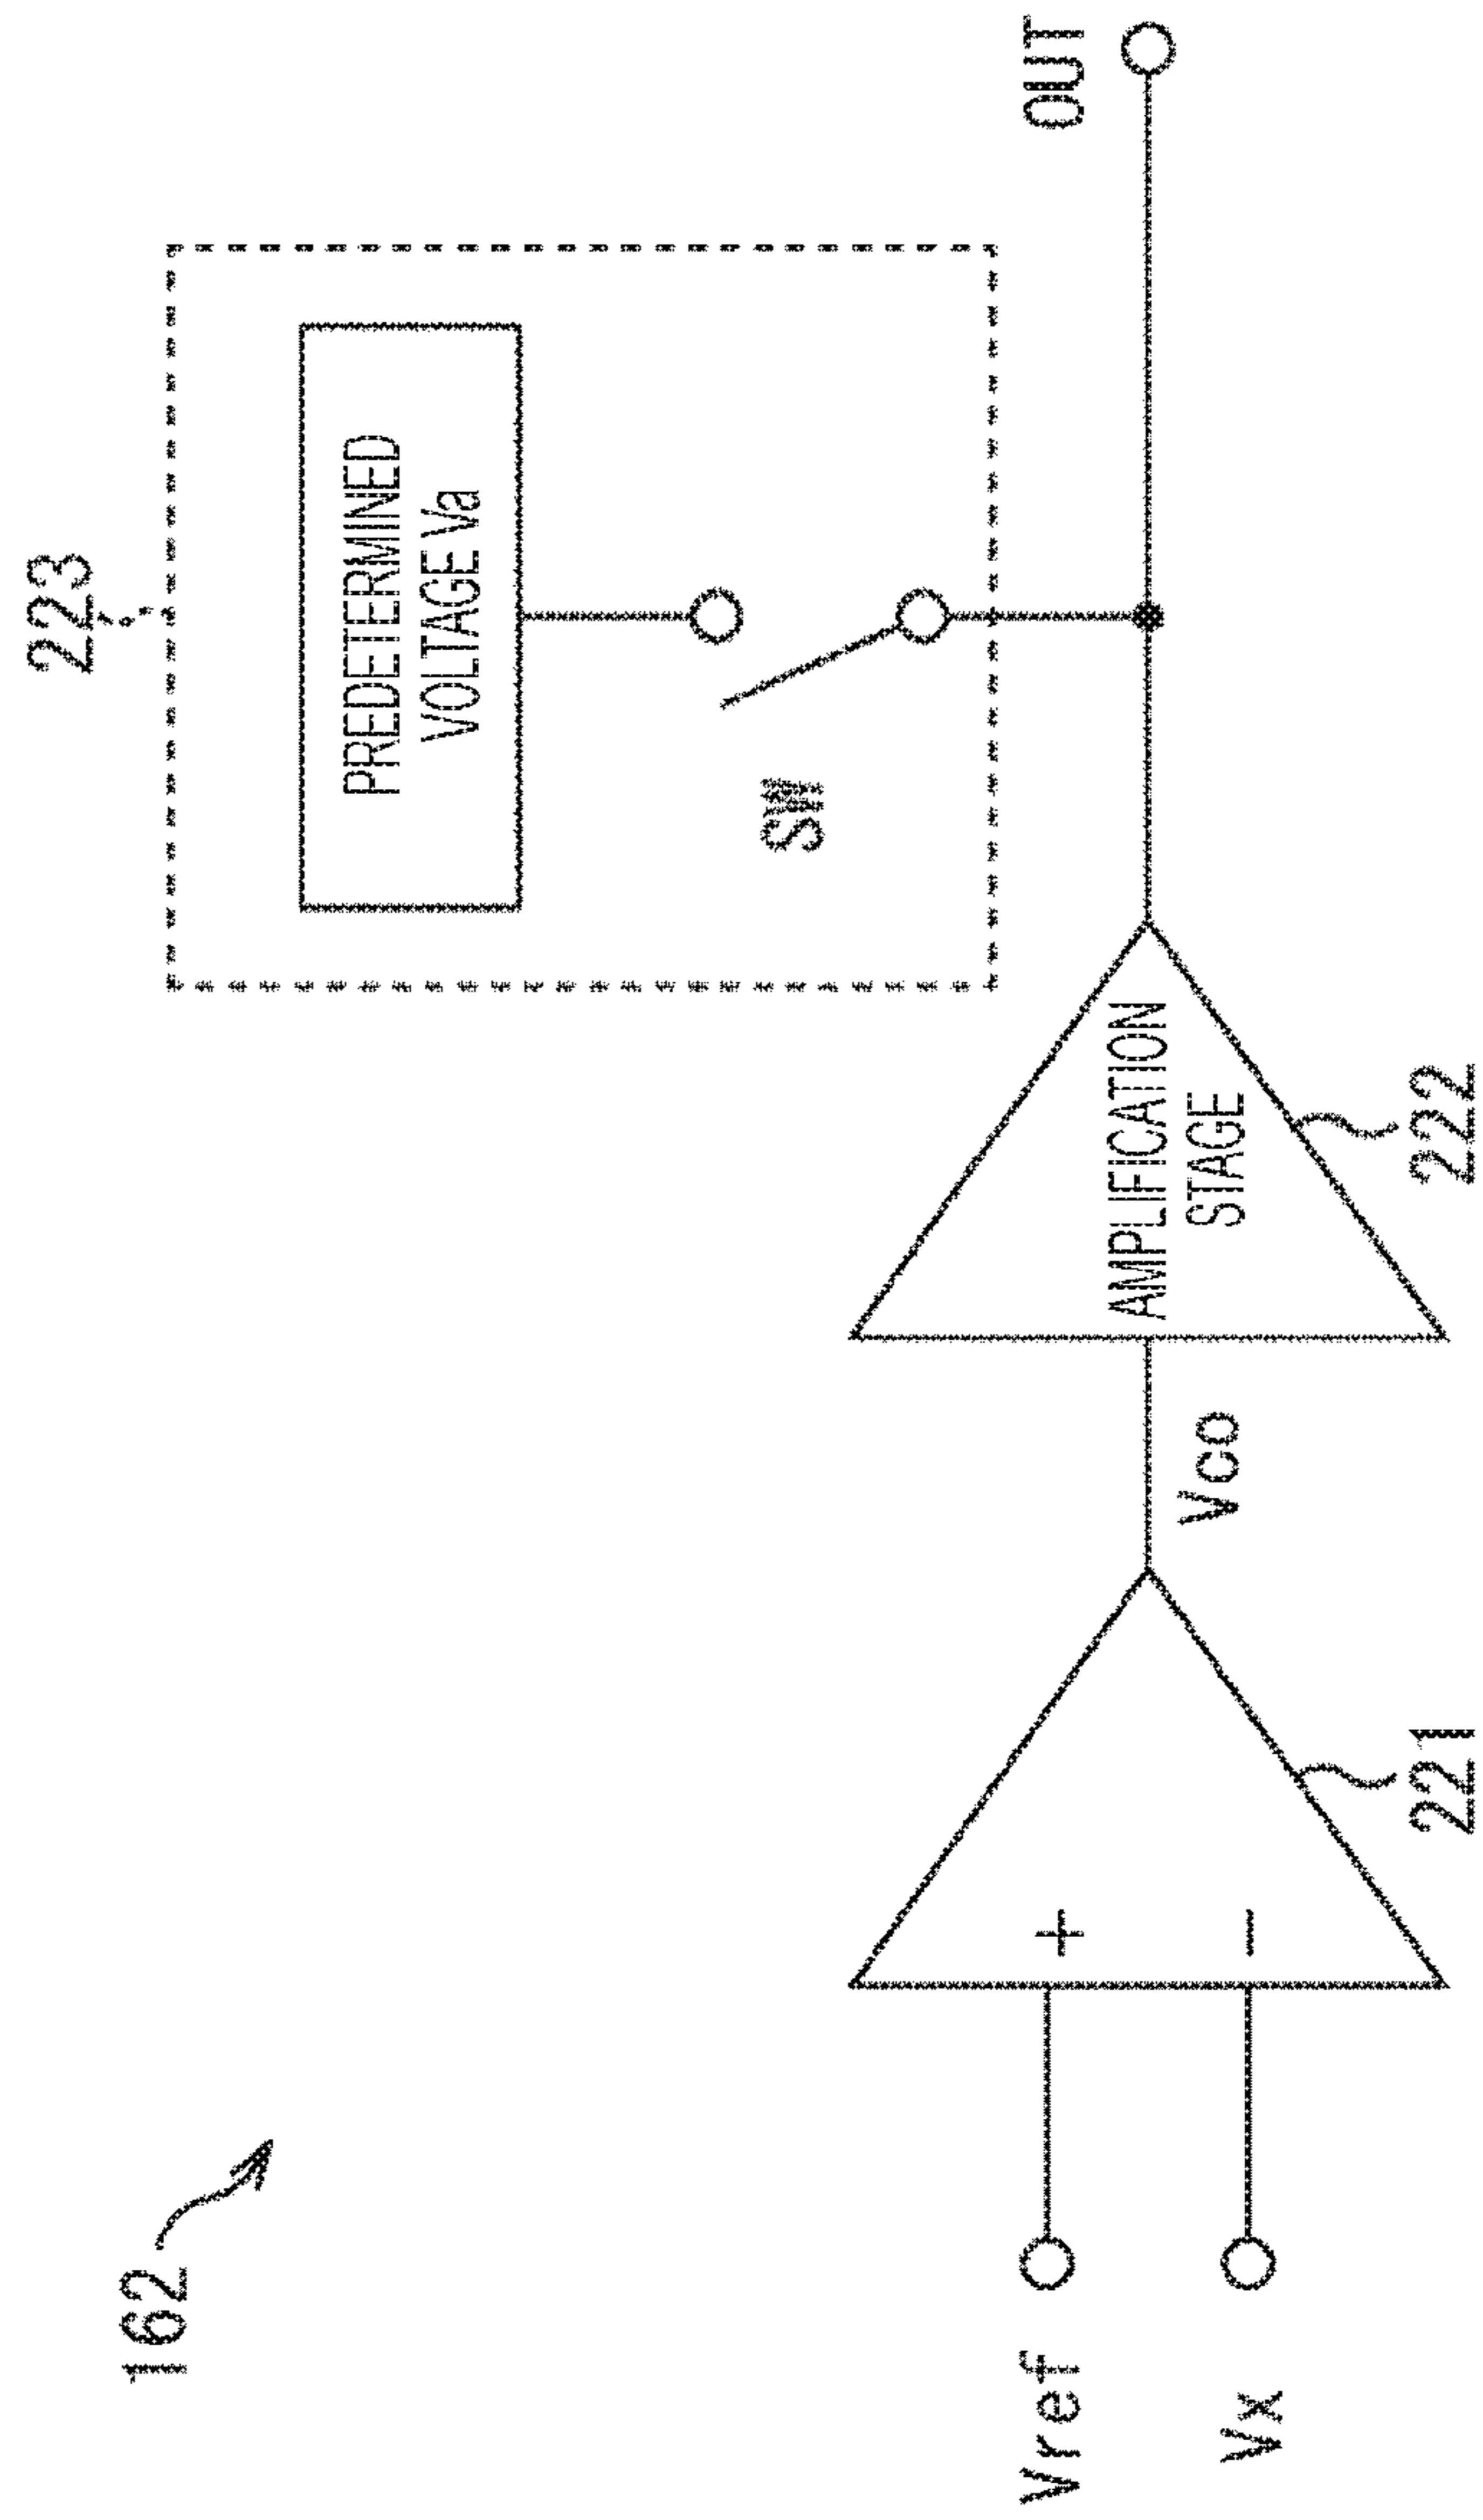 162
223
PREDETERMINED
VOLTAGE Va
SW
OUT
Vref
Vx
+
−
221
Vco
AMPLIFICATION
STAGE
222